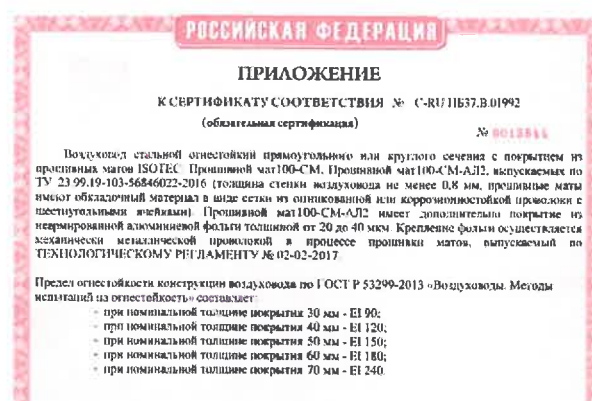 РОССИЙСКАЯ ФЕДЕРАЦИЯ
ПРИЛОЖЕНИЕ
К СЕРТИФИКАТУ СООТВЕТСТВИЯ № C-RU.ПБ37.В.01992
(обязательная сертификация)
№
Воздуховод стальной огнестойкий прямоугольного или круглого сечения с покрытием из
прошивных матов ISOTEC Прошивной мат100-СМ, Прошивной мат100-СМ-АЛ2, выпускаемых по
ТУ 23.99.19-103-56846022-2016 (толщина стенки воздуховода не менее 0,8 мм, прошивные маты
имеют обкладочный материал в виде сетки из оцинкованной или коррозионностойкой проволоки с
шестиугольными ячейками). Прошивной мат100-СМ-АЛ2 имеет дополнительно покрытие из
неармированной алюминиевой фольги толщиной от 20 до 40 мкм. Крепление фольги осуществляется
механически металлической проволокой в процессе прошивки матов, выпускаемый по
ТЕХНОЛОГИЧЕСКОМУ РЕГЛАМЕНТУ № 02-02-2017.
Предел огнестойкости конструкции воздуховода по ГОСТ Р 53299-2013 «Воздуховоды. Методы
испытаний на огнестойкость» составляет:
- при номинальной толщине покрытия 30 мм - EI 90;
- при номинальной толщине покрытия 40 мм - EI 120;
- при номинальной толщине покрытия 50 мм - EI 150;
- при номинальной толщине покрытия 60 мм - EI 180;
- при номинальной толщине покрытия 70 мм - EI 240.